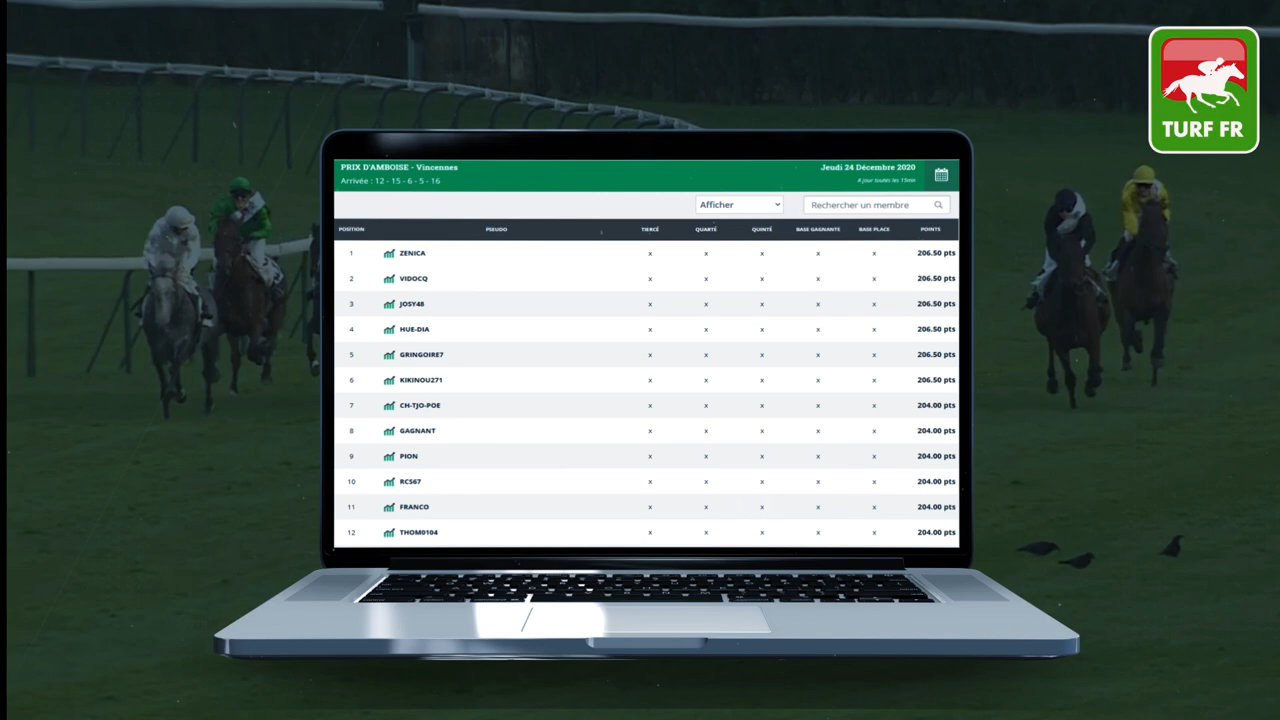 TURF FR
PRIX D'AMBOISE - Vincennes
Jeudi 24 Décembre 2020
Arrivée : 12 - 15 - 6 - 5 - 16
à jour toutes les 15mn
Afficher
Rechercher un membre
POSITION PSEUDO TIERCÉ QUARTÉ QUINTÉ BASE GAGNANTE BASE PLACE POINTS
1 ZENICA x x x x x 206.50 pts
2 VIDOCQ x x x x x 206.50 pts
3 JOSY48 x x x x x 206.50 pts
4 HUE-DIA x x x x x 206.50 pts
5 GRINGOIRE7 x x x x x 206.50 pts
6 KIKINOU271 x x x x x 206.50 pts
7 CH-TJO-POE x x x x x 204.00 pts
8 GAGNANT x x x x x 204.00 pts
9 PION x x x x x 204.00 pts
10 RCS67 x x x x x 204.00 pts
11 FRANCO x x x x x 204.00 pts
12 THOM0104 x x x x x 204.00 pts